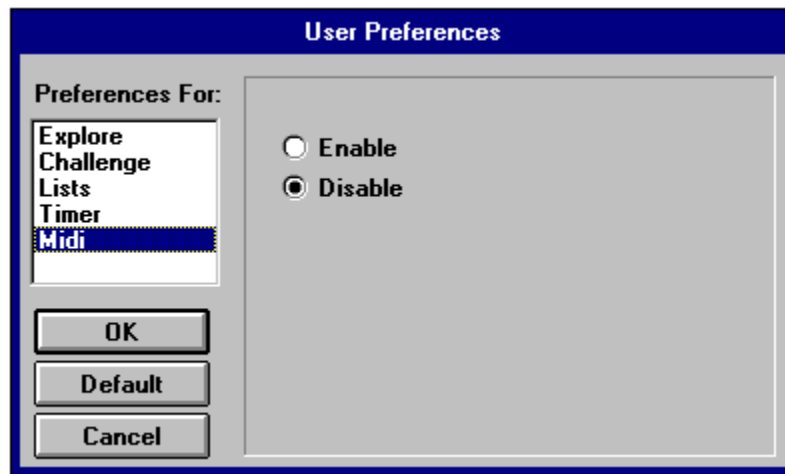 User Preferences
Preferences For:
Explore
Challenge
Lists
Timer
Midi
Enable
Disable
OK
Default
Cancel